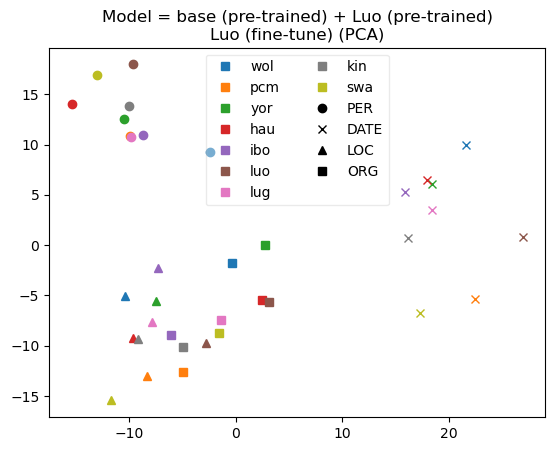 Model = base (pre-trained) + Luo (pre-trained)
Luo (fine-tune) (PCA)
wol
pcm
yor
hau
ibo
luo
lug
kin
swa
PER
DATE
LOC
ORG
15
10
5
0
−5
−10
−15
−10
0
10
20